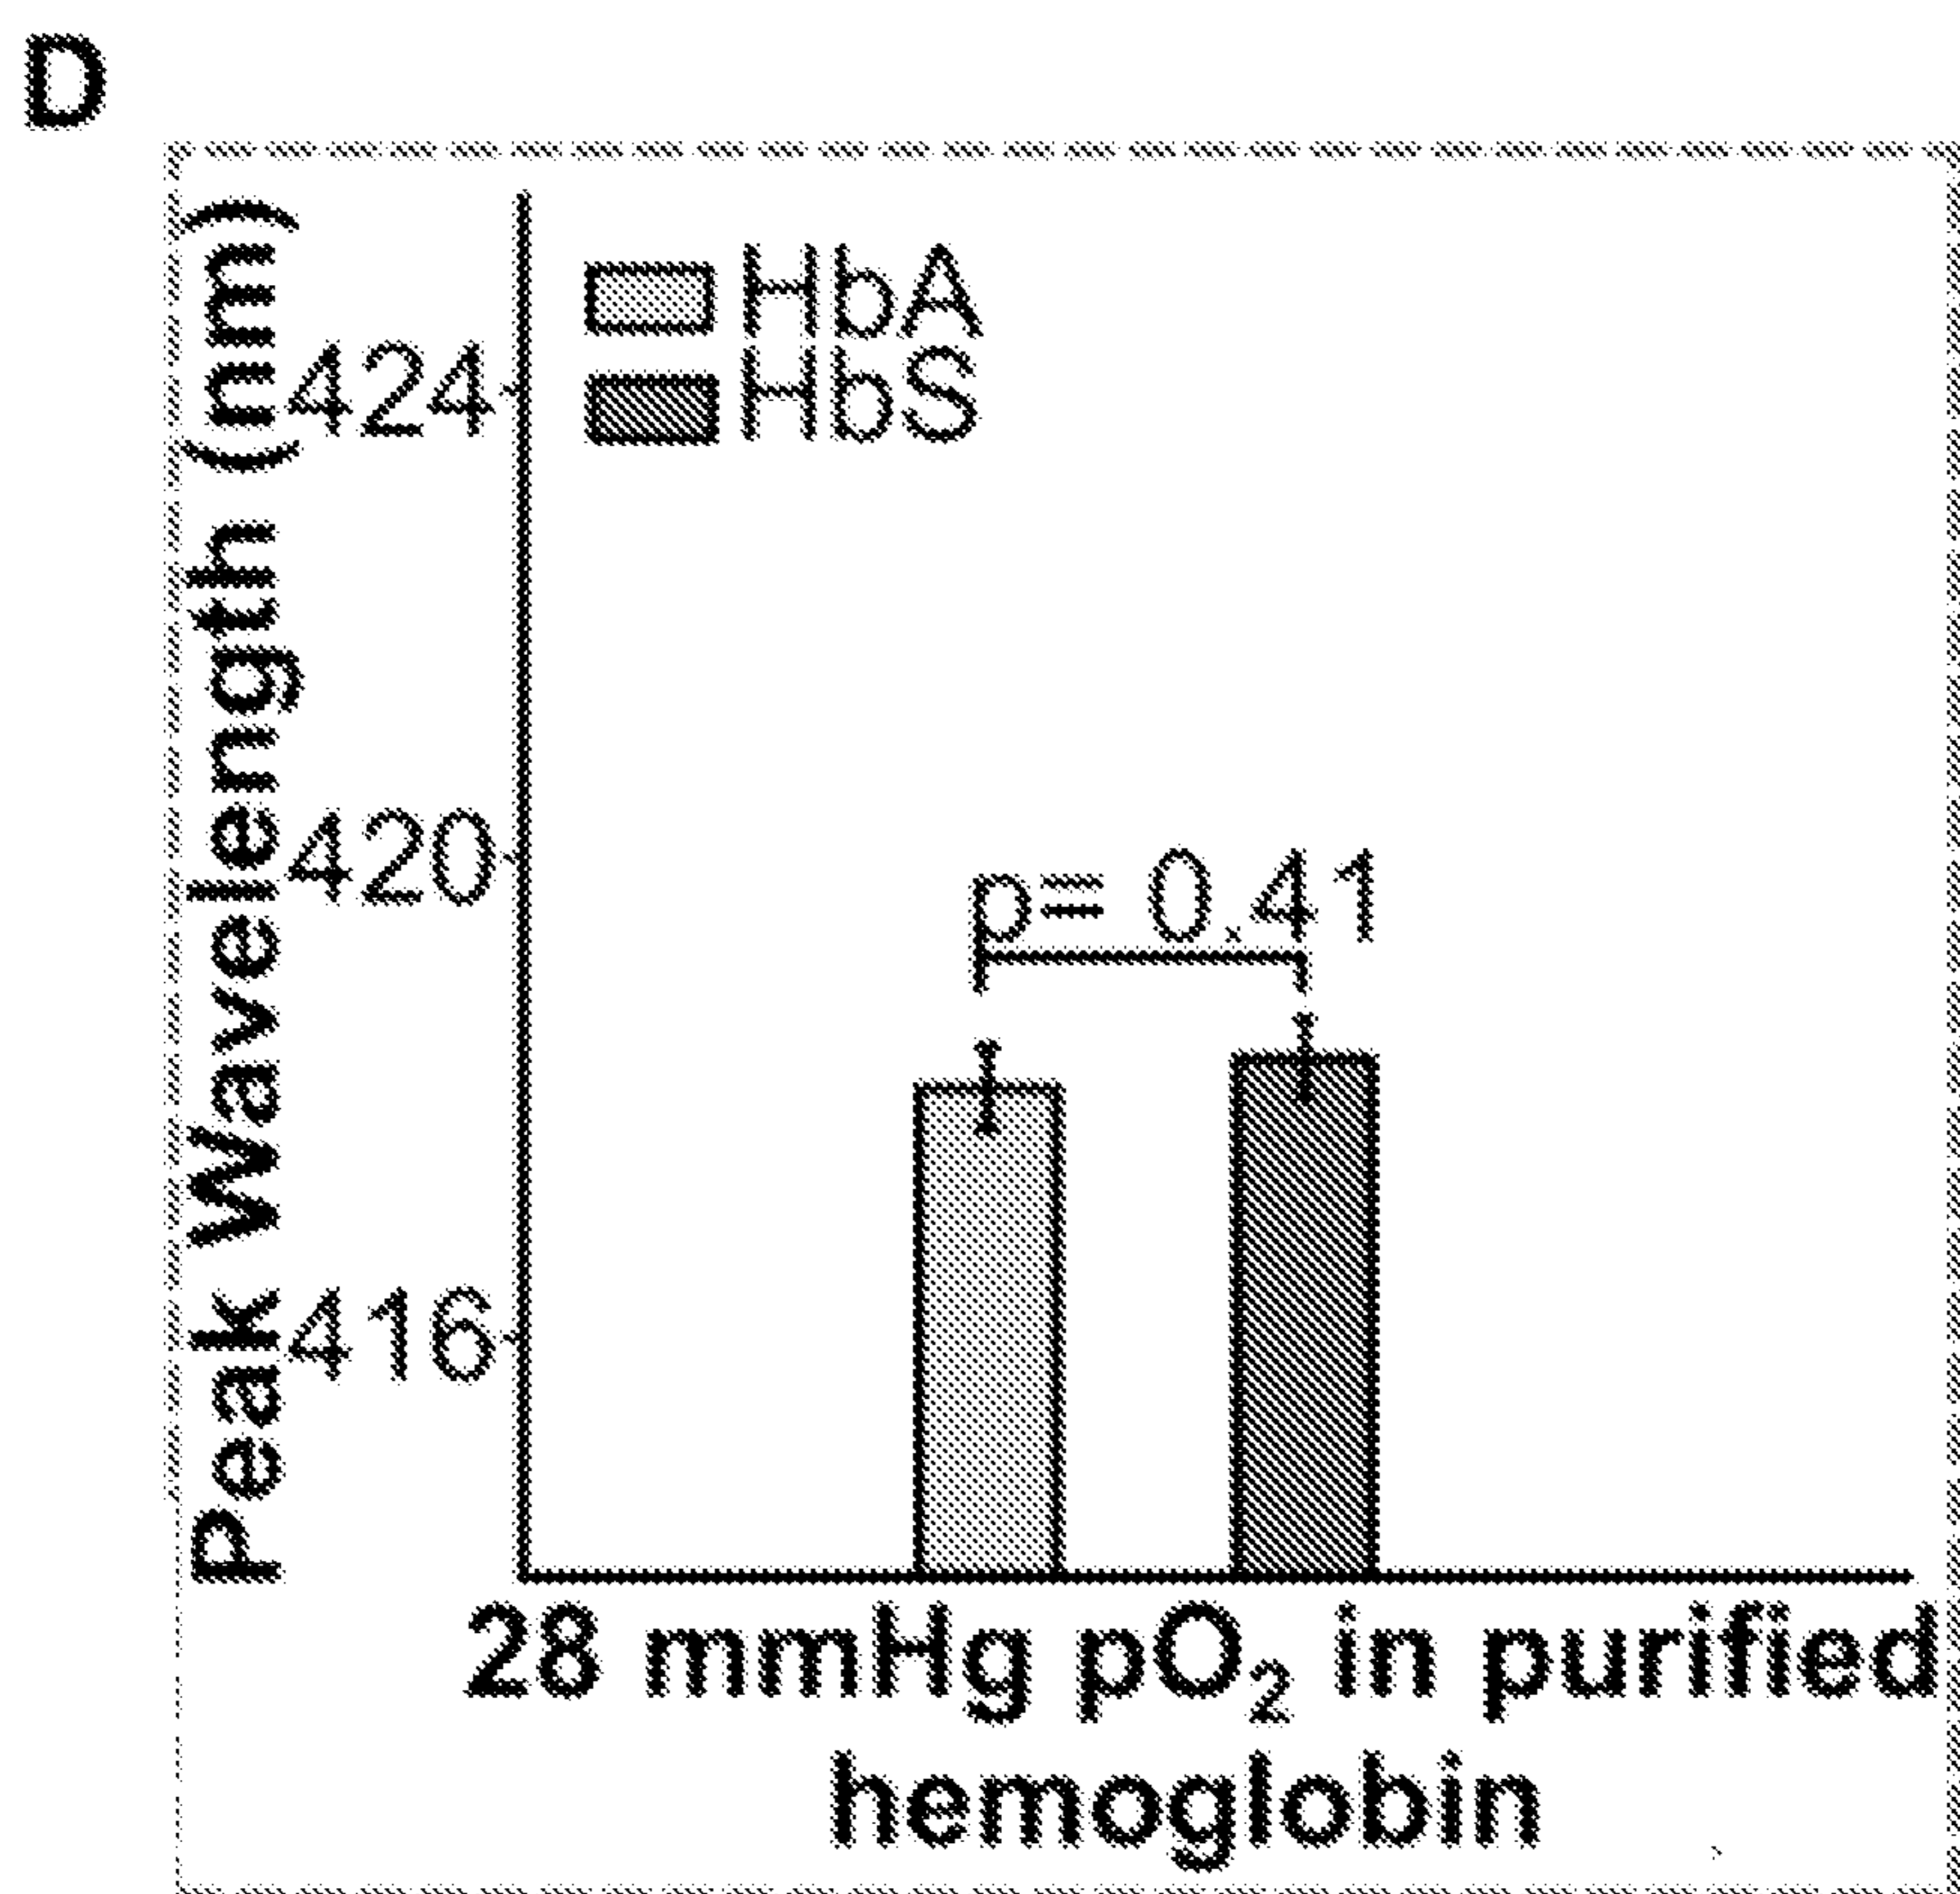 D
Peak Wavelength (nm)
424
420
416
HbA
HbS
p= 0.41
28 mmHg pO₂ in purified
hemoglobin